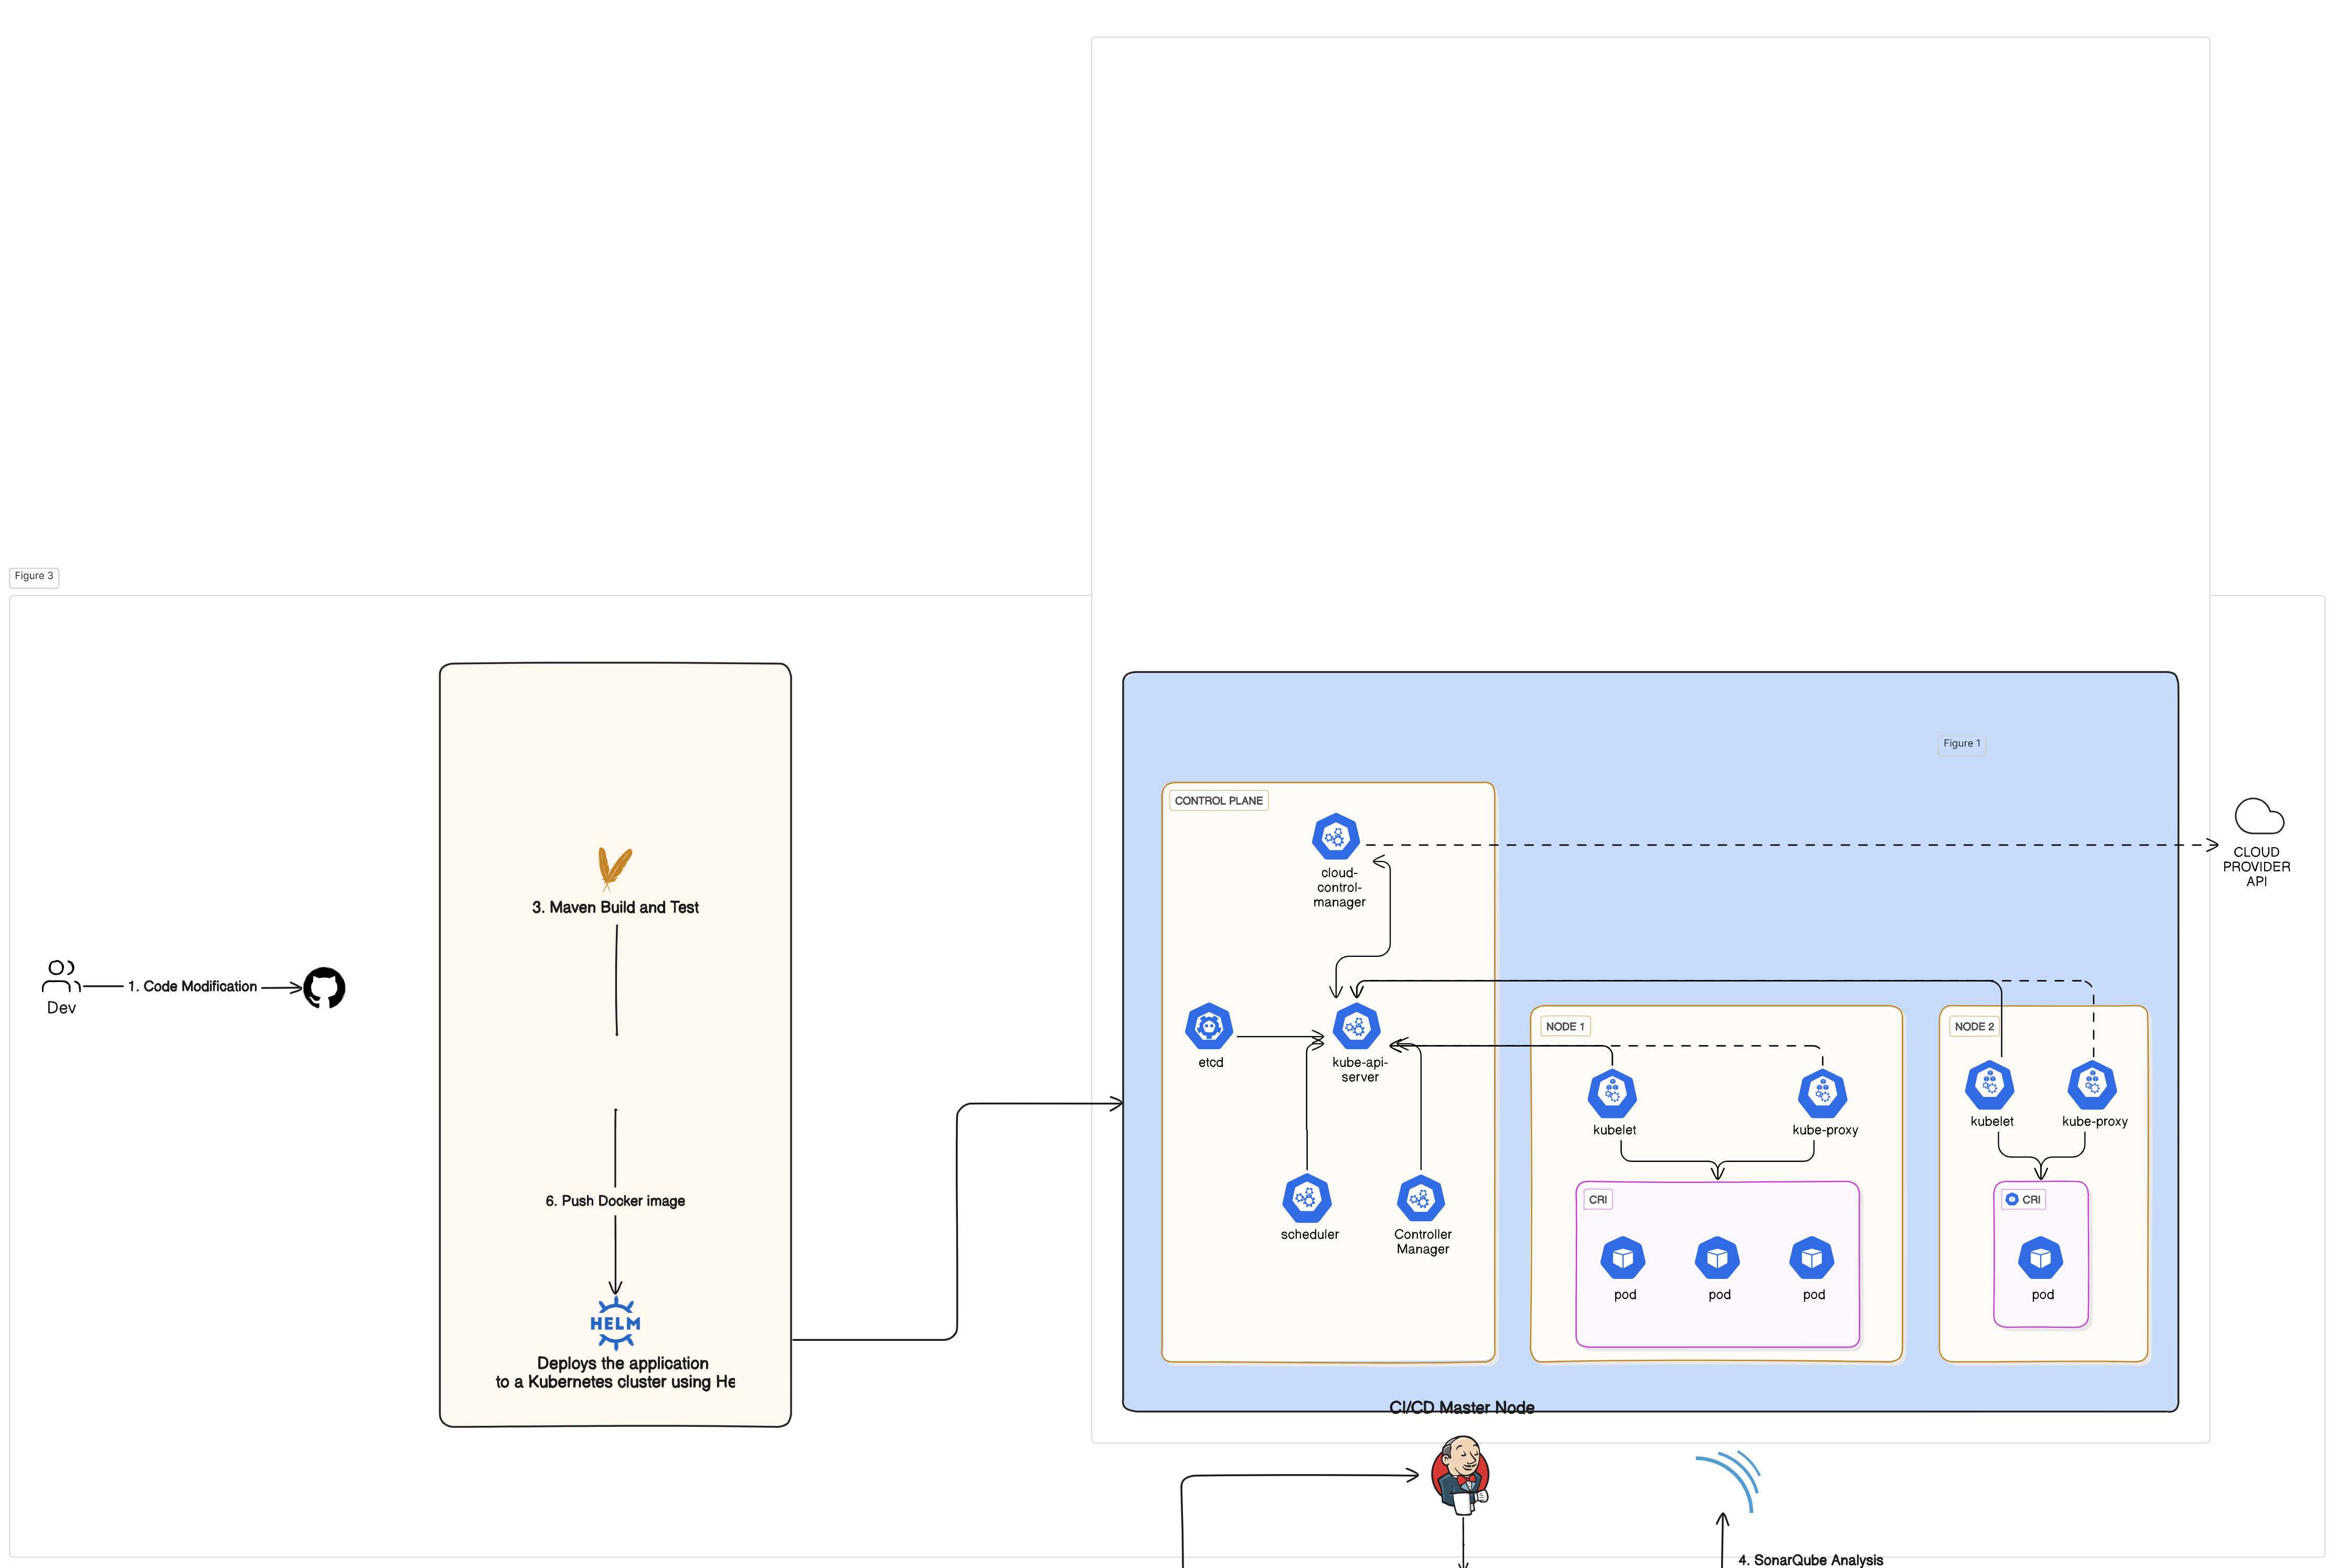 Figure 3
Dev
1. Code Modification
3. Maven Build and Test
6. Push Docker image
HELM
Deploys the application
to a Kubernetes cluster using He
Figure 1
CONTROL PLANE
cloud-
control-
manager
CLOUD
PROVIDER
API
etcd
kube-api-
server
scheduler
Controller
Manager
NODE 1
kubelet
kube-proxy
CRI
pod
pod
pod
NODE 2
kubelet
kube-proxy
CRI
pod
CI/CD Master Node
4. SonarQube Analysis